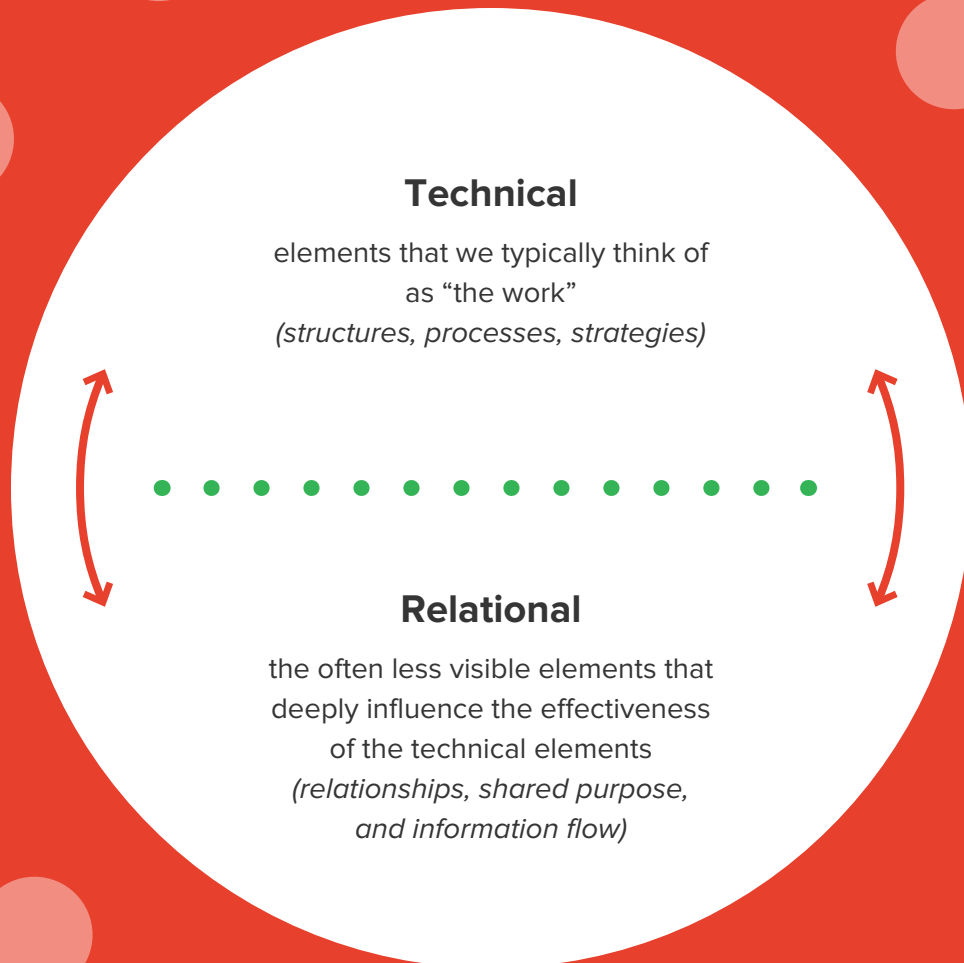 Technical
elements that we typically think of
as “the work”
(structures, processes, strategies)
Relational
the often less visible elements that
deeply influence the effectiveness
of the technical elements
(relationships, shared purpose,
and information flow)